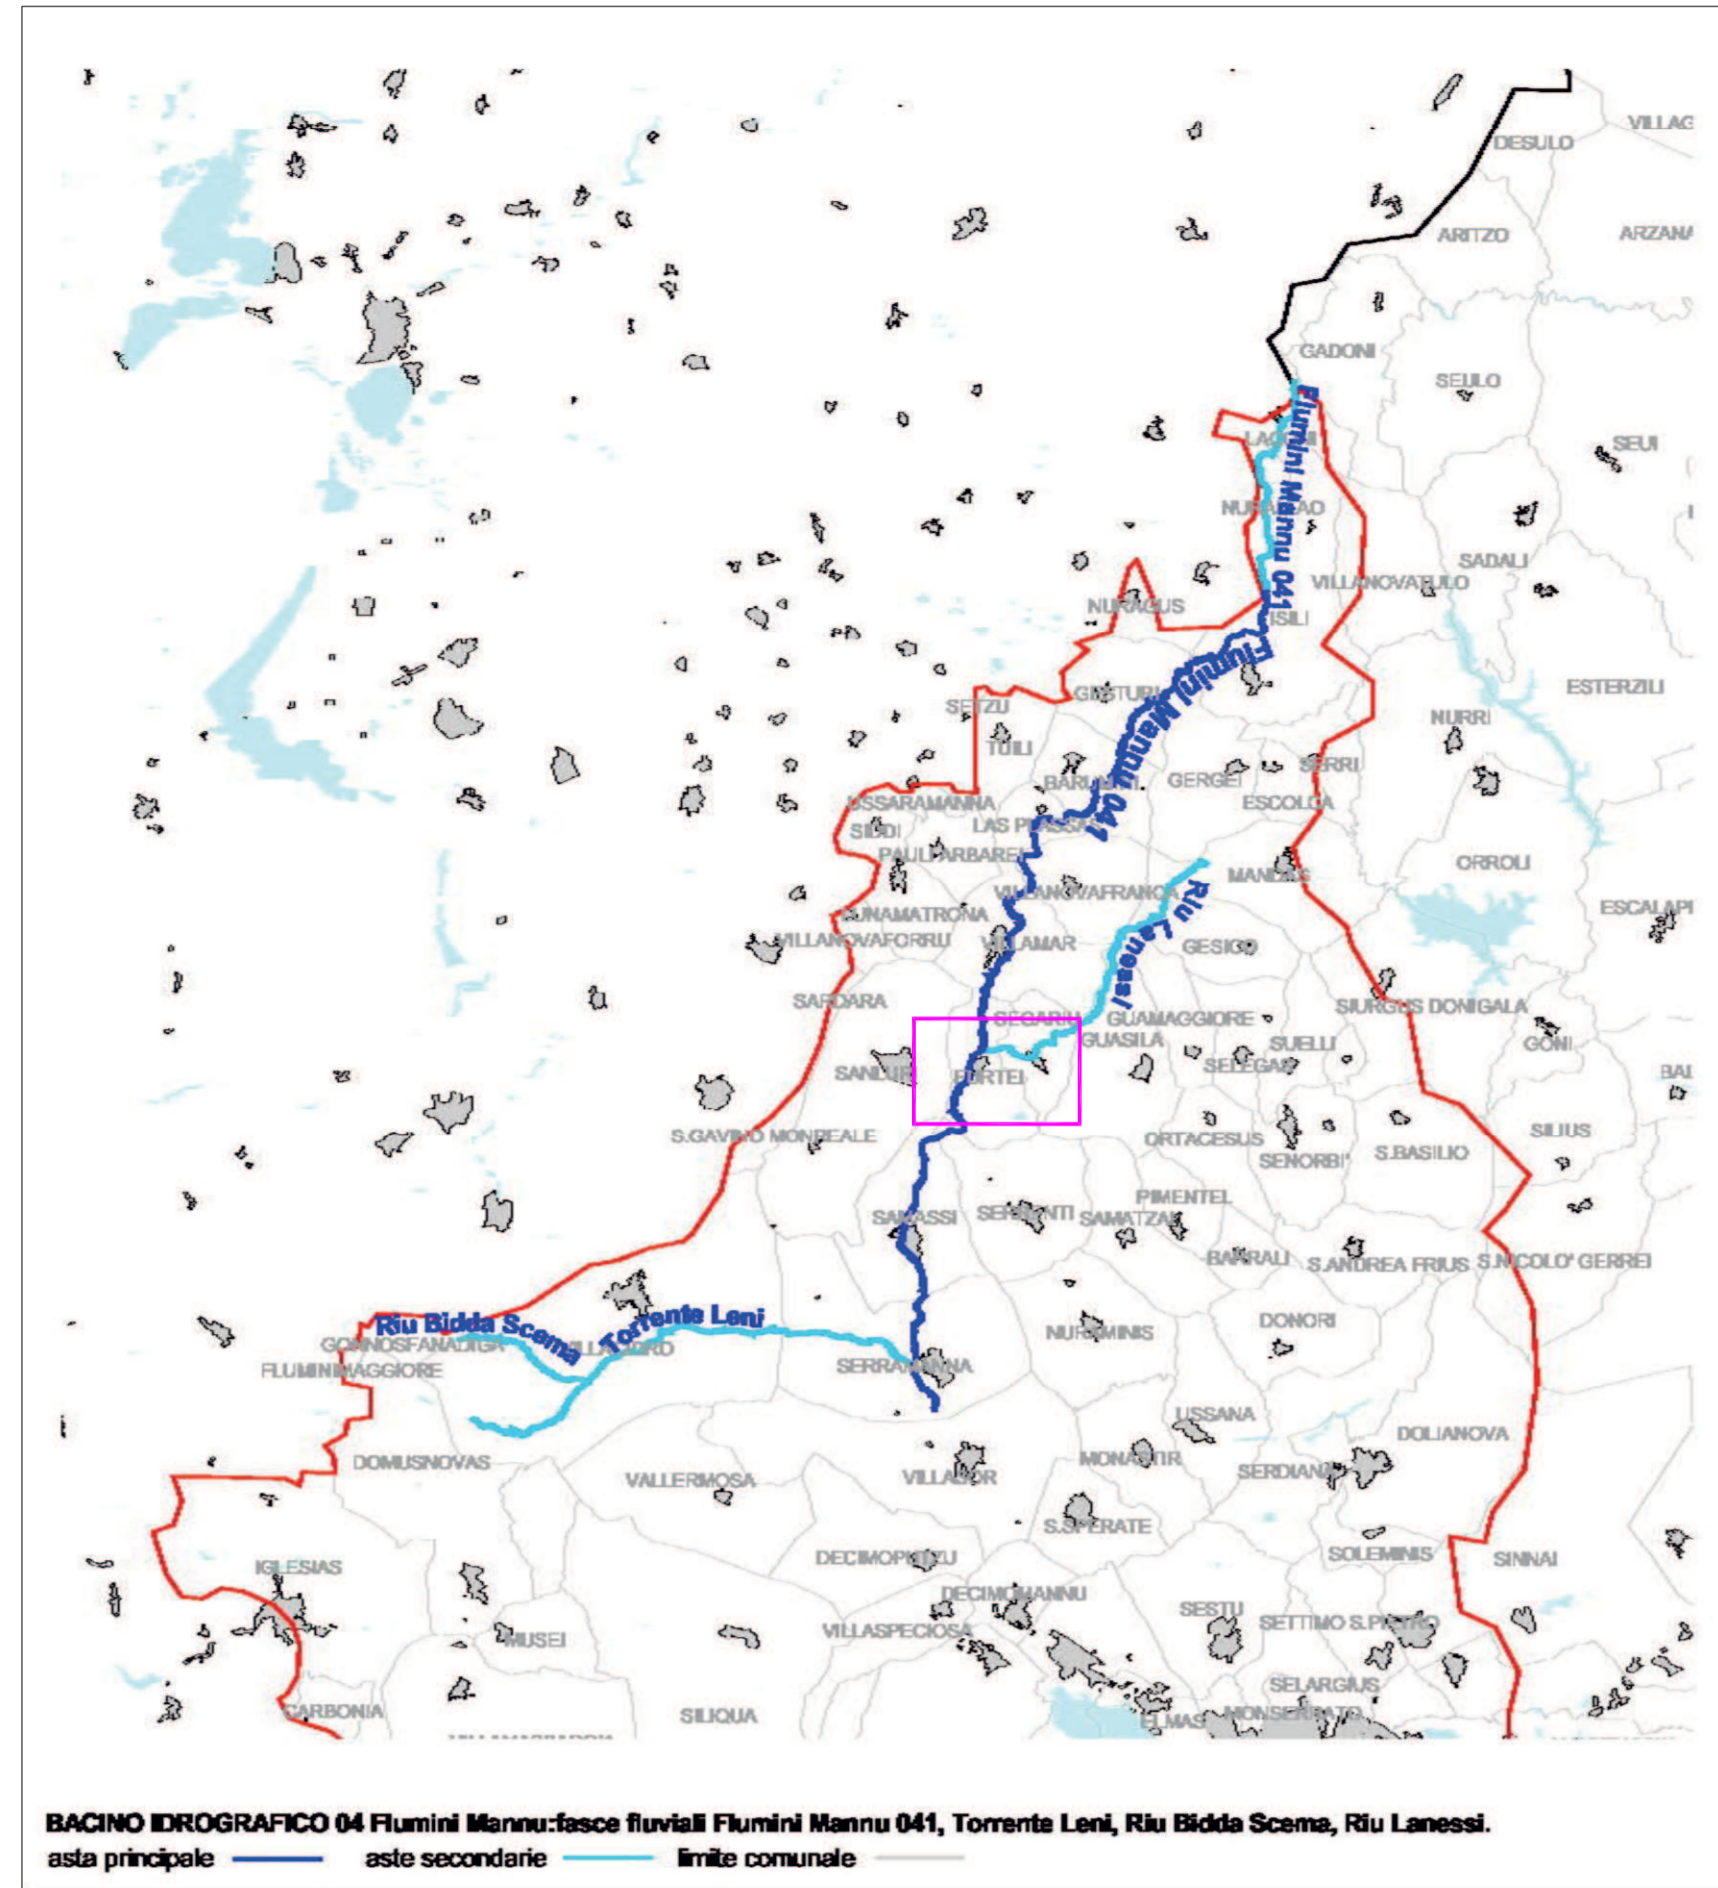 VILLAG
DESULO
ARITZO
ARZANA
GADONI
SEULO
Flumini Mannu 041
LACONI
SEUI
NURALLAO
SADALI
VILLANOVATULO
NURAGUS
ISILI
Flumini Mannu 041
ESTERZILI
GESTURI
SETZU
NURRI
TUILI
SERRI
BARUMINI
GERGEI
USSARAMANNA
ESCOLCA
LAS PLASSAS
SIDDI
PAULI ARBAREI
ORROLI
MANDAS
VILLANOVAFRANCA
Riu Lanessi
ESCALAPI
LUNAMATRONA
VILLANOVAFORRU
VILLAMAR
GESICO
SARDARA
SIURGUS DONIGALA
SEGARIU
GUAMAGGIORE
GUASILA
SUELLI
GONI
SELEGAS
SANLURI
FURTEI
BAL
S.GAVINO MONREALE
ORTACESUS
SILIUS
S.BASILIO
SENORBI'
PIMENTEL
SAMASSI
SERRENTI
SAMATZAI
BARRALI
S.ANDREA FRIUS
S.NICOLO' GERREI
Riu Bidda Scema
Torrente Leni
DONORI
NURAMINIS
GONNOSFANADIGA
VILLACIDRO
FLUMINIMAGGIORE
SERRAMANNA
USSANA
DOLIANOVA
DOMUSNOVAS
MONASTIR
SERDIANA
VALLERMOSA
VILLASOR
S.SPERATE
DECIMOPUTZU
SOLEMINIS
SINNAI
IGLESIAS
DECIMOMANNU
SESTU
SETTIMO S.PIETRO
VILLASPECIOSA
MUSEI
SELARGIUS
CARBONIA
SILIQUA
ELMAS
MONSERRATO
BACINO IDROGRAFICO 04 Flumini Mannu:fasce fluviali Flumini Mannu 041, Torrente Leni, Riu Bidda Scema, Riu Lanessi.
asta principale aste secondarie limite comunale